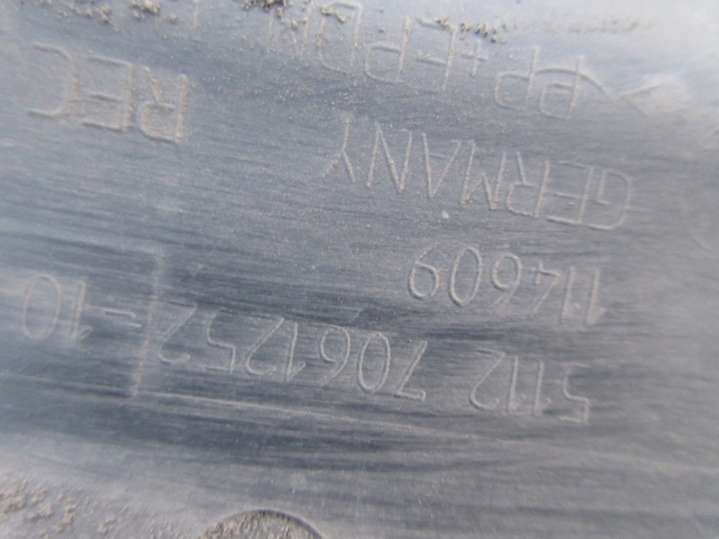 5112 7061252 -10
114609
GERMANY REC
>PP+EPDM